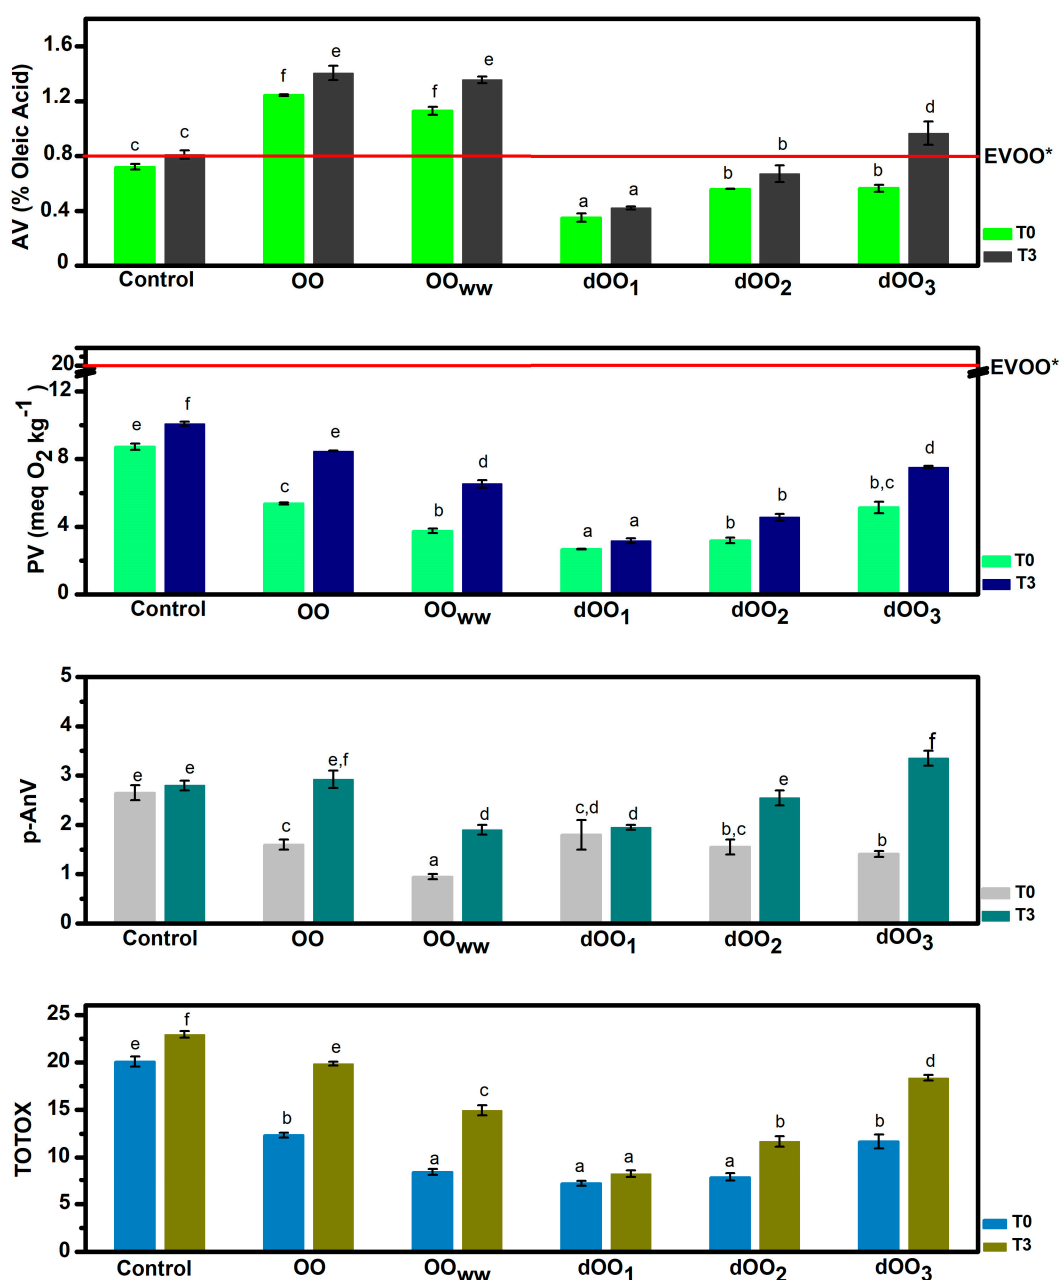 AV (% Oleic Acid)
1.6
1.2
0.8
0.4
0
c c f e f e a a b b b d
EVOO*
T0
T3
Control OO OOww dOO1 dOO2 dOO3
PV (meq O2 kg-1 )
20
12
8
4
0
e f c e b d a a b b b,c d
EVOO*
T0
T3
Control OO OOww dOO1 dOO2 dOO3
p-AnV
5
4
3
2
1
0
e e c e,f a d c,d d b,c e b f
T0
T3
Control OO OOww dOO1 dOO2 dOO3
TOTOX
25
20
15
10
5
0
e f b e a c a a a b b d
T0
T3
Control OO OOww dOO1 dOO2 dOO3